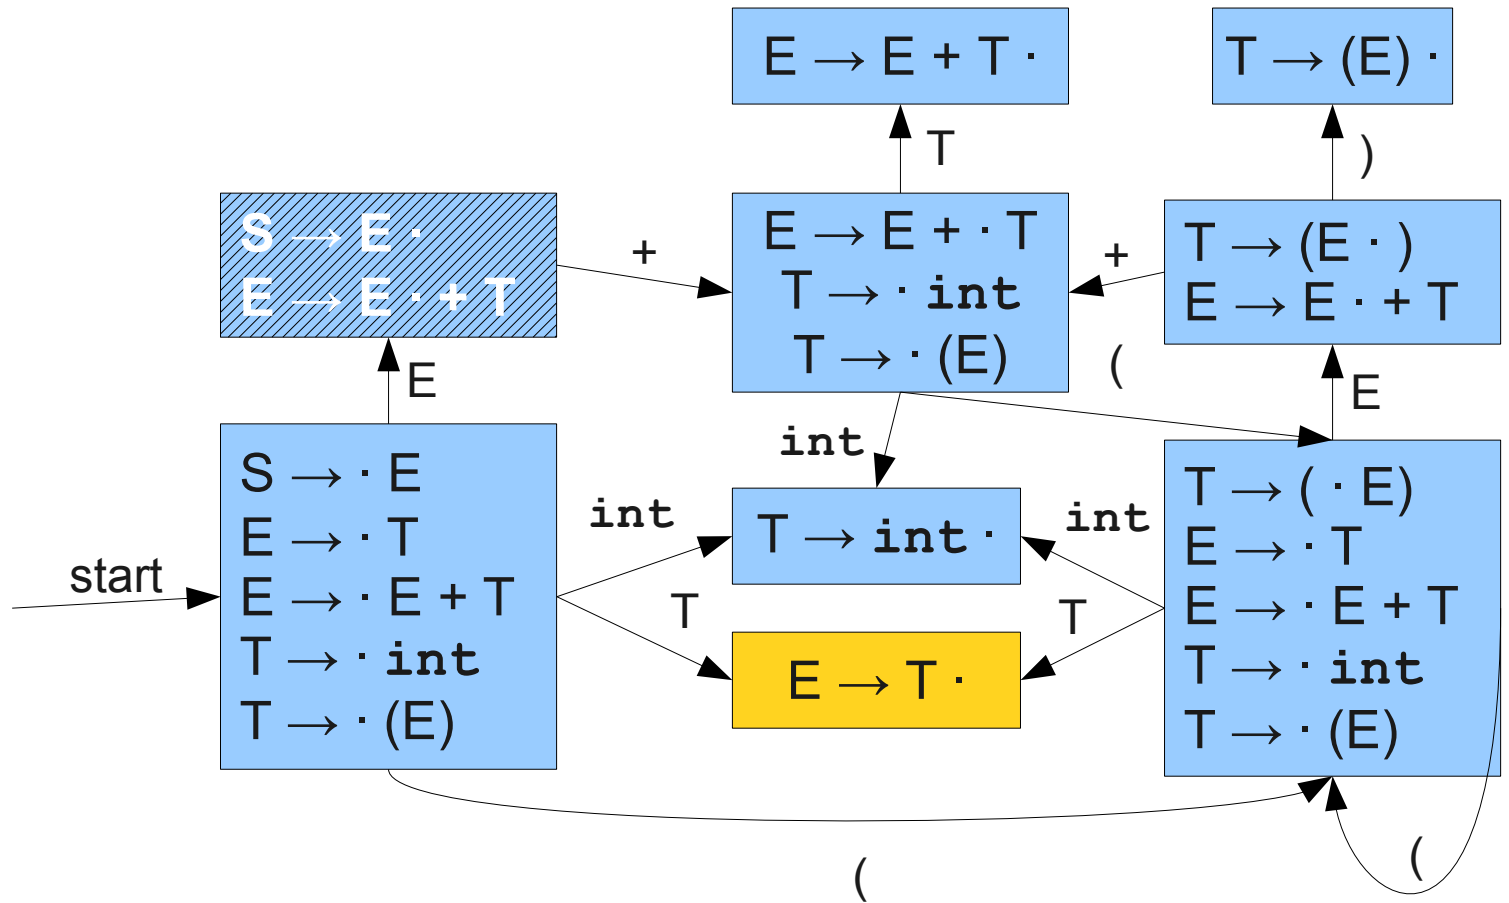 E → E + T ·
T → (E) ·
T
)
S → E ·
E → E · + T
+
E → E + · T
T → · int
T → · (E)
+
T → (E · )
E → E · + T
E
(
E
int
start
S → · E
E → · T
E → · E + T
T → · int
T → · (E)
int
T
T → int ·
E → T ·
int
T
T → ( · E)
E → · T
E → · E + T
T → · int
T → · (E)
(
(